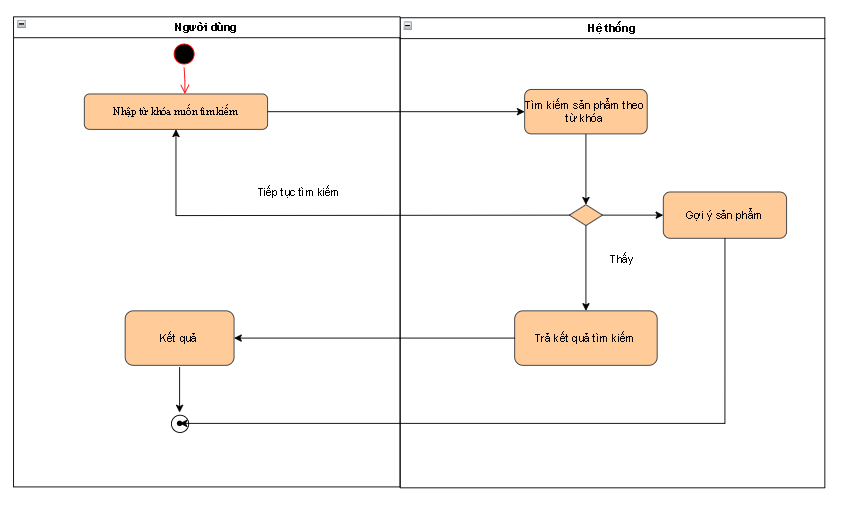 Người dùng
Hệ thống
Nhập từ khóa muốn tìm kiếm
Tìm kiếm sản phẩm theo
từ khóa
Tiếp tục tìm kiếm
Gợi ý sản phẩm
Thấy
Kết quả
Trả kết quả tìm kiếm